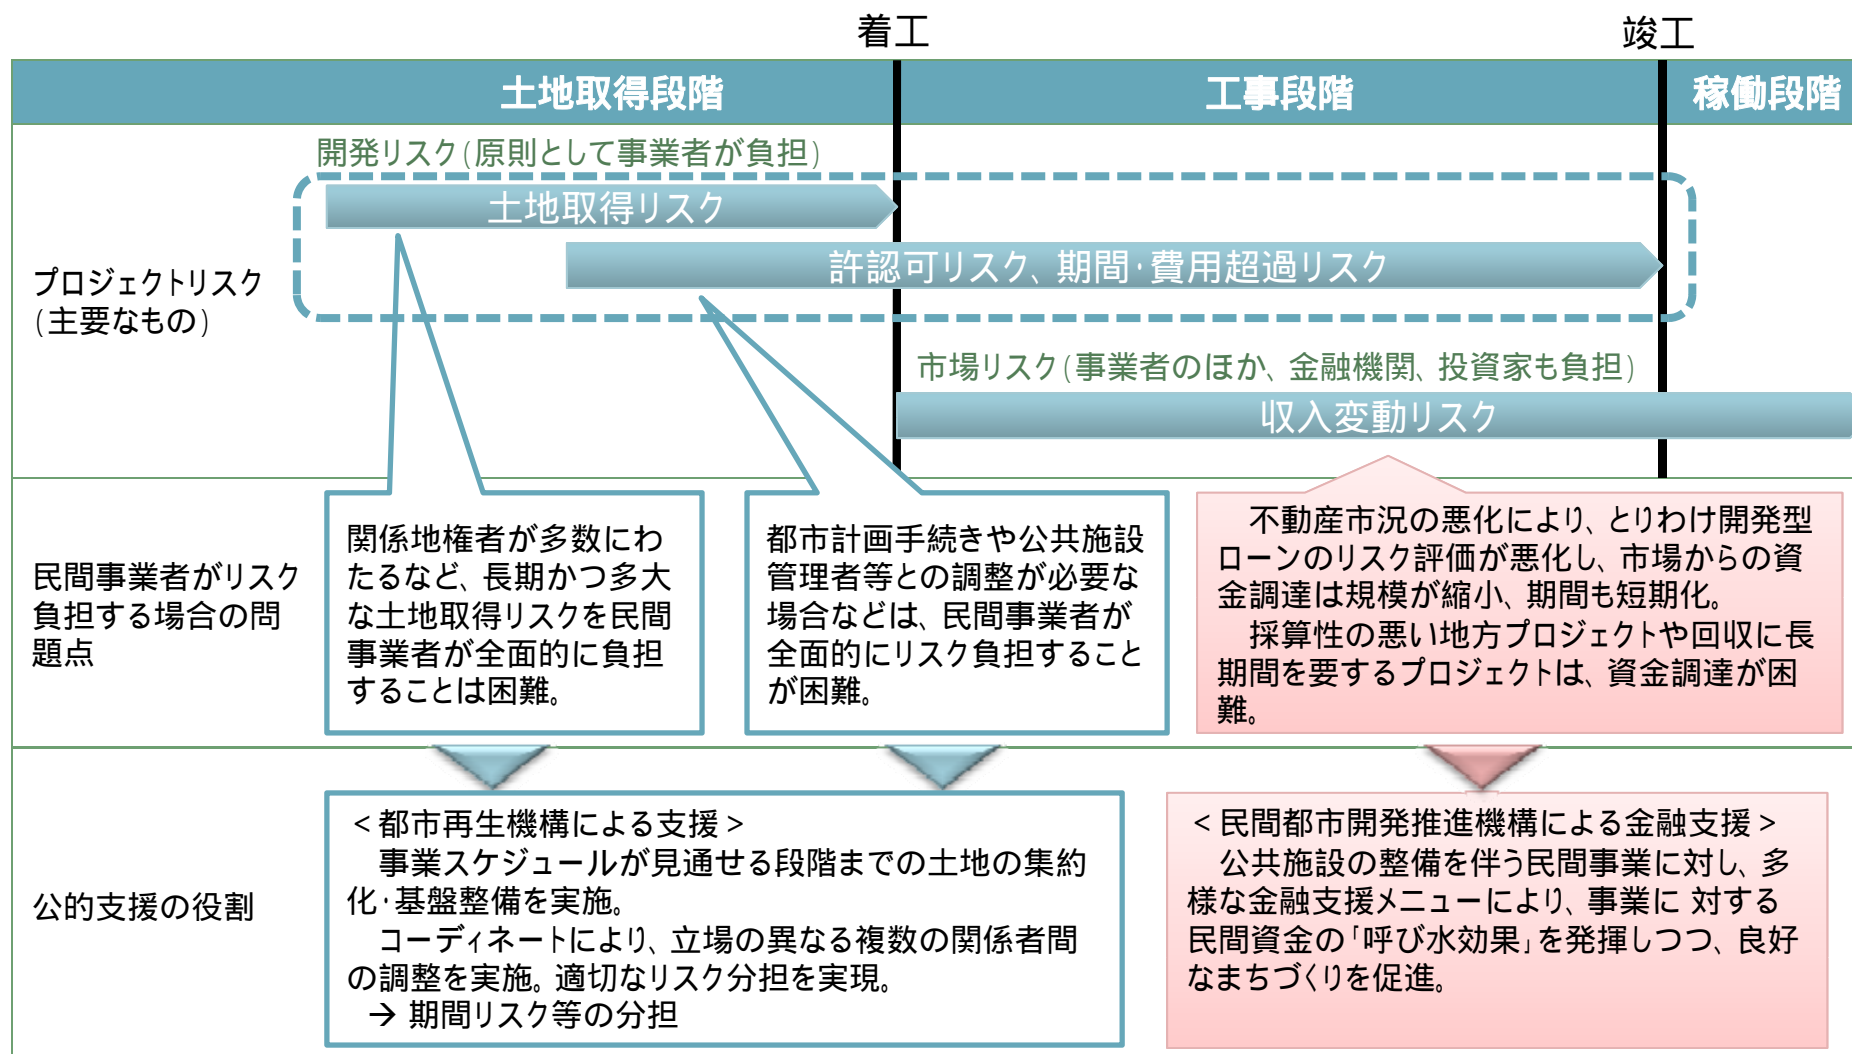 着工
竣工
土地取得段階
工事段階
稼働段階
開発リスク(原則として事業者が負担)
土地取得リスク
許認可リスク、期間・費用超過リスク
プロジェクトリスク
(主要なもの)
市場リスク(事業者のほか、金融機関、投資家も負担)
収入変動リスク
民間事業者がリスク
負担する場合の問
題点
関係地権者が多数にわ
たるなど、長期かつ多大
な土地取得リスクを民間
事業者が全面的に負担
することは困難。
都市計画手続きや公共施設
管理者等との調整が必要な
場合などは、民間事業者が
全面的にリスク負担すること
が困難。
不動産市況の悪化により、とりわけ開発型
ローンのリスク評価が悪化し、市場からの資
金調達は規模が縮小、期間も短期化。
採算性の悪い地方プロジェクトや回収に長
期間を要するプロジェクトは、資金調達が困
難。
公的支援の役割
<都市再生機構による支援>
事業スケジュールが見通せる段階までの土地の集約
化・基盤整備を実施。
コーディネートにより、立場の異なる複数の関係者間
の調整を実施。適切なリスク分担を実現。
→ 期間リスク等の分担
<民間都市開発推進機構による金融支援>
公共施設の整備を伴う民間事業に対し、多
様な金融支援メニューにより、事業に 対する
民間資金の「呼び水効果」を発揮しつつ、良好
なまちづくりを促進。